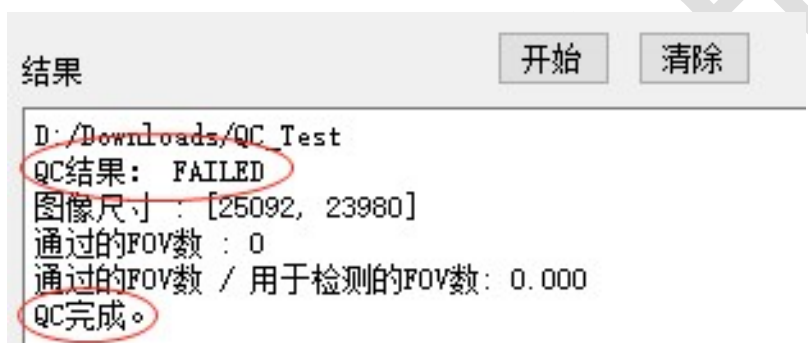 结果
开始
清除
D:/Downloads/QC_Test
QC结果： FAILED
图像尺寸 : [25092, 23980]
通过的FOV数 : 0
通过的FOV数 / 用于检测的FOV数: 0.000
QC完成。